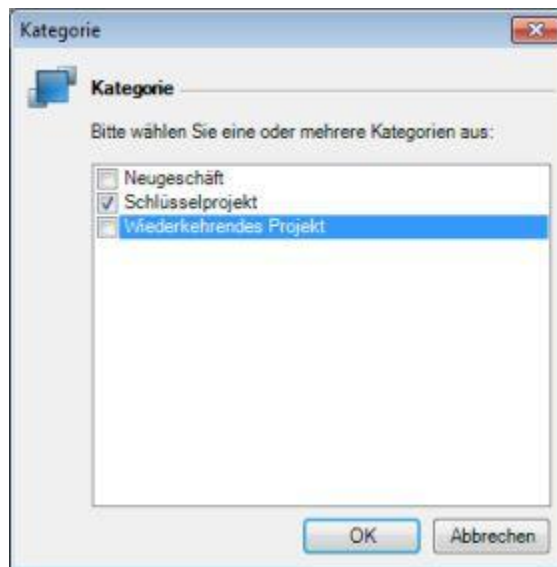 Kategorie
Kategorie
Bitte wählen Sie eine oder mehrere Kategorien aus:
Neugeschäft
Schlüsselprojekt
Wiederkehrendes Projekt
OK
Abbrechen